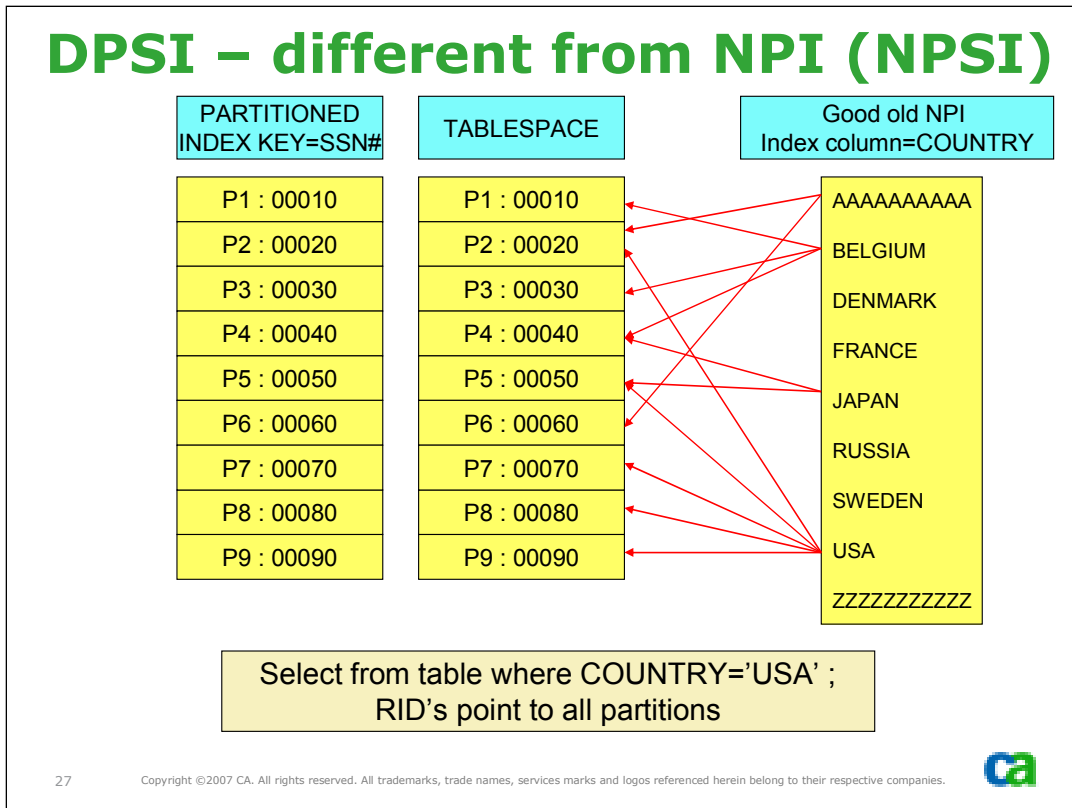 DPSI – different from NPI (NPSI)
PARTITIONED
INDEX KEY=SSN#
TABLESPACE
Good old NPI
Index column=COUNTRY
P1 : 00010
P2 : 00020
P3 : 00030
P4 : 00040
P5 : 00050
P6 : 00060
P7 : 00070
P8 : 00080
P9 : 00090
P1 : 00010
P2 : 00020
P3 : 00030
P4 : 00040
P5 : 00050
P6 : 00060
P7 : 00070
P8 : 00080
P9 : 00090
AAAAAAAAAA
BELGIUM
DENMARK
FRANCE
JAPAN
RUSSIA
SWEDEN
USA
ZZZZZZZZZZZ
Select from table where COUNTRY='USA' ;
RID's point to all partitions
27
Copyright ©2007 CA. All rights reserved. All trademarks, trade names, services marks and logos referenced herein belong to their respective companies.
ca